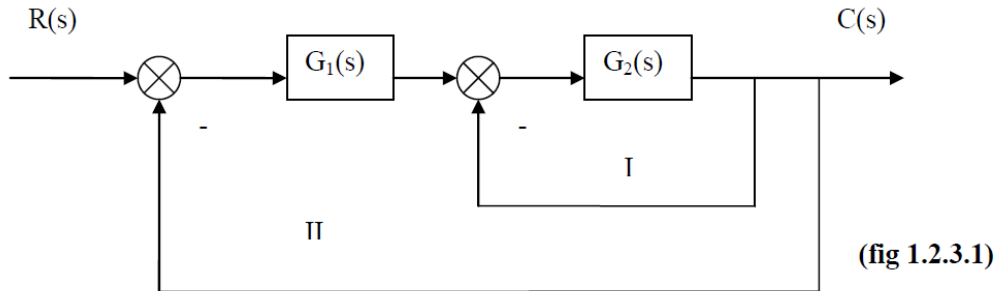 R(s)
C(s)
G₁(s)
G₂(s)
-
-
I
II
(fig 1.2.3.1)